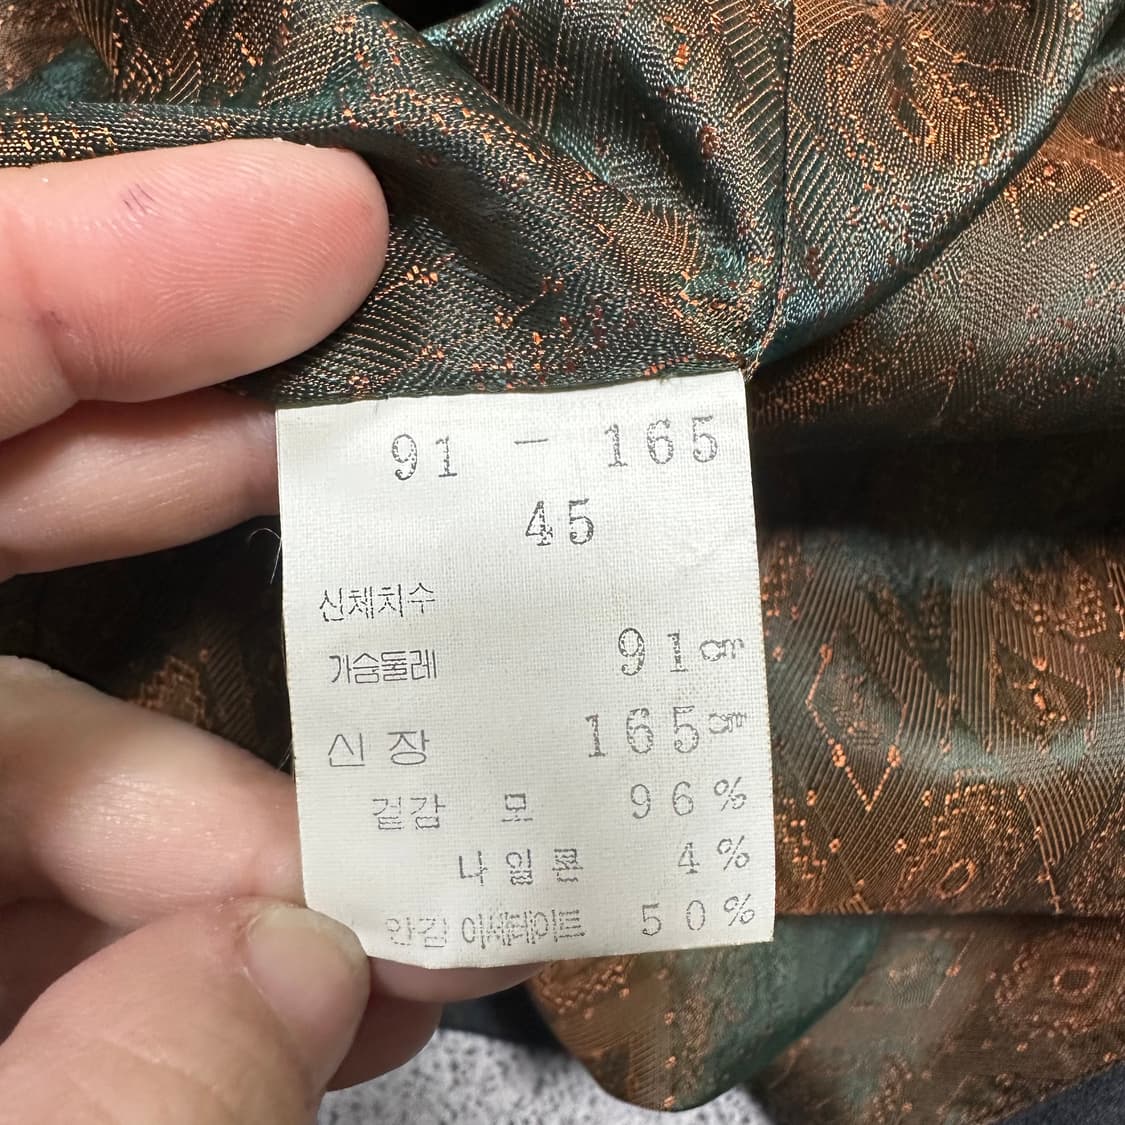 91 - 165
45
신체치수
가슴둘레 91cm
신장 165cm
겉감 모 96%
나일론 4%
안감 아세테이트 50%